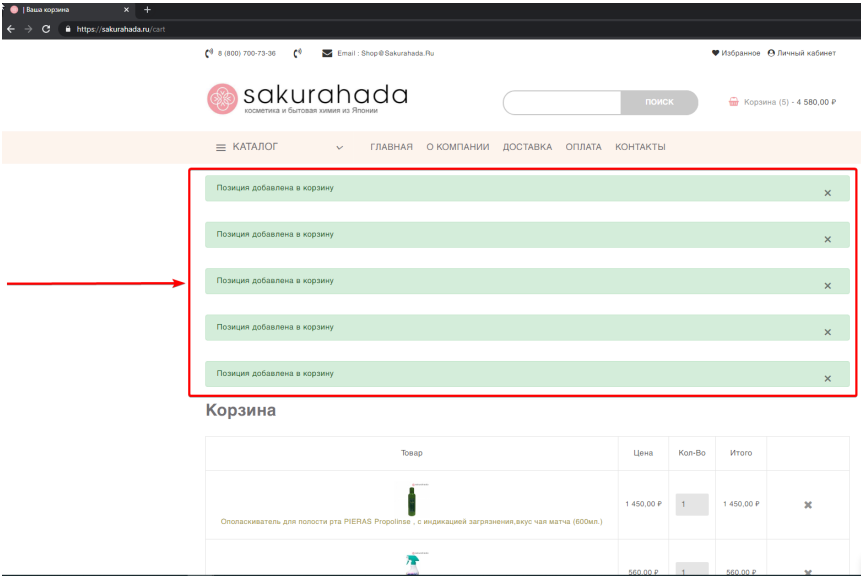 | Ваша корзина
https://sakurahada.ru/cart
8 (800) 700-73-36
Email : Shop@Sakurahada.Ru
Избранное
Личный кабинет
sakurahada
косметика и бытовая химия из Японии
ПОИСК
Корзина (5) - 4 580,00 ₽
КАТАЛОГ
ГЛАВНАЯ
О КОМПАНИИ
ДОСТАВКА
ОПЛАТА
КОНТАКТЫ
Позиция добавлена в корзину
Позиция добавлена в корзину
Позиция добавлена в корзину
Позиция добавлена в корзину
Позиция добавлена в корзину
Корзина
Товар
Цена
Кол-Во
Итого
Ополаскиватель для полости рта PIERAS Propolinse , с индикацией загрязнения,вкус чая матча (600мл.)
1 450,00 ₽
1
1 450,00 ₽
560,00 ₽
1
560,00 ₽